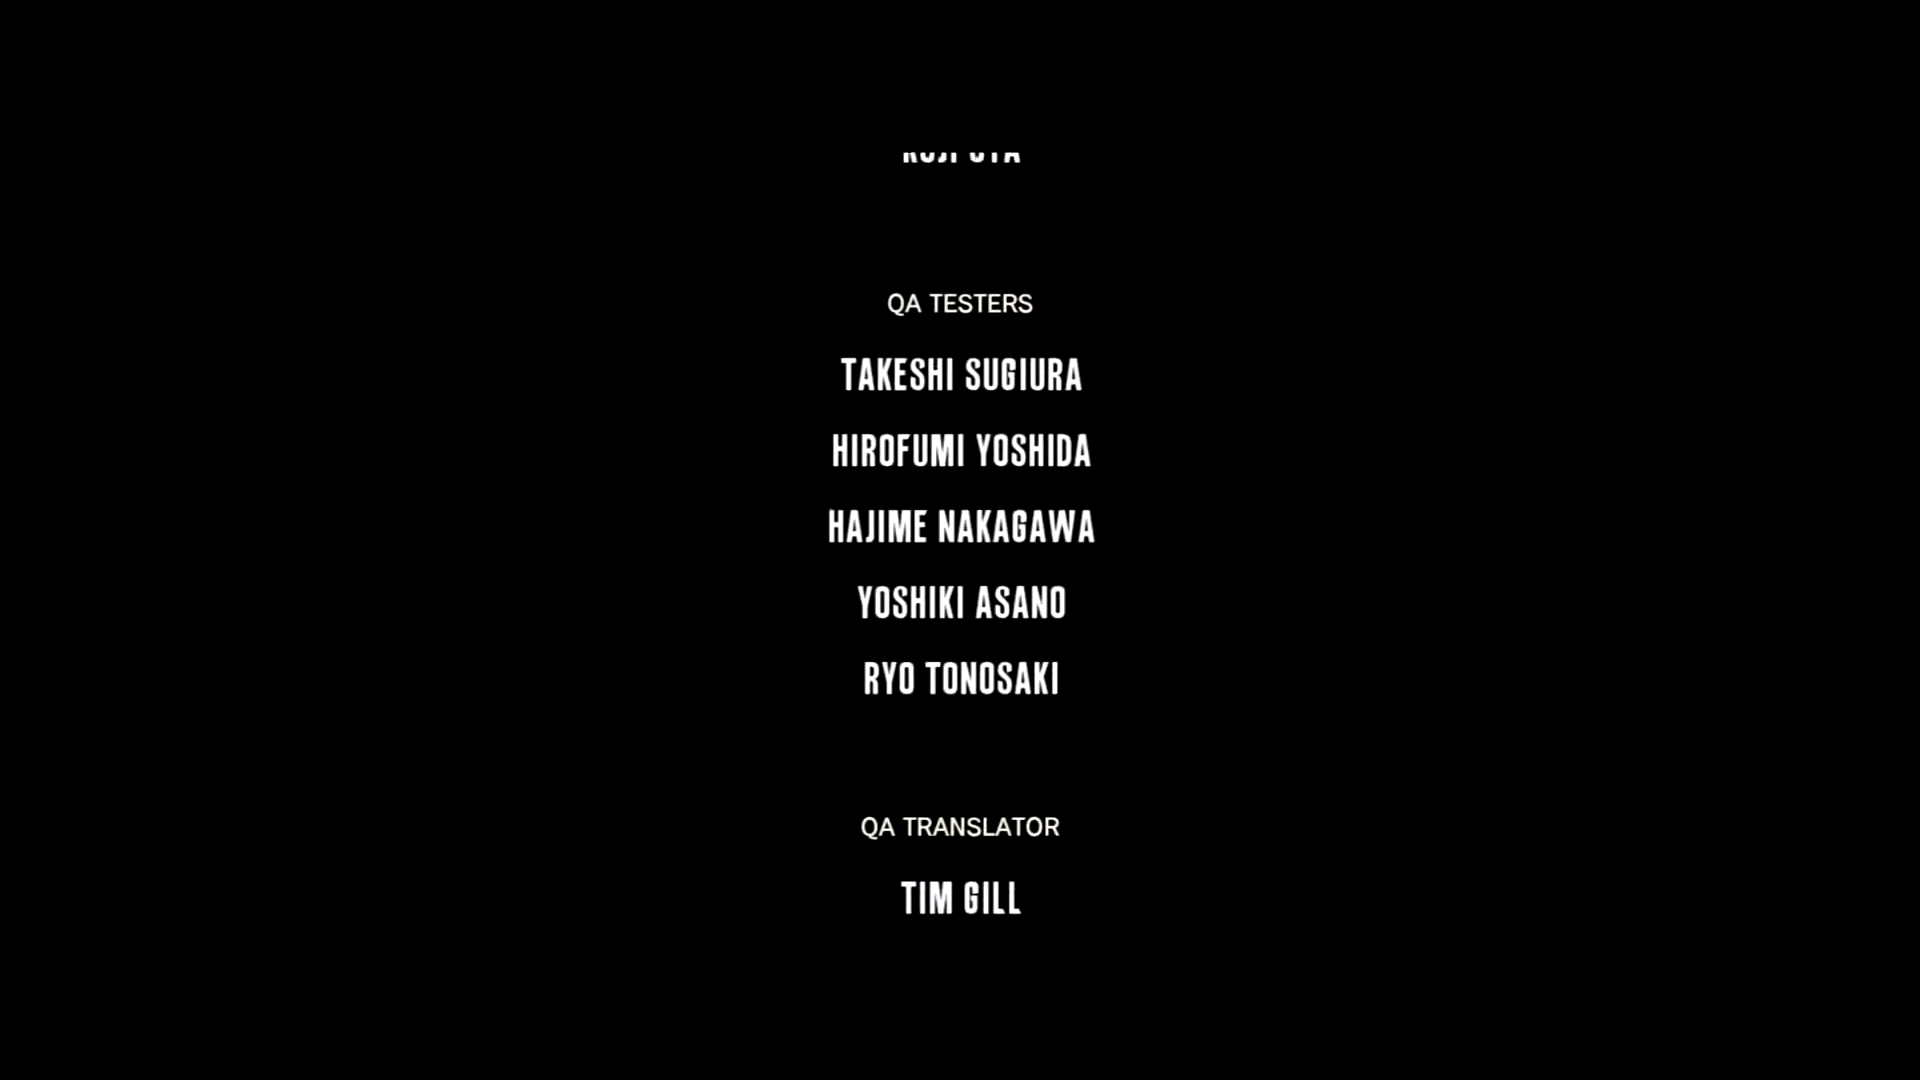 QA TESTERS
TAKESHI SUGIURA
HIROFUMI YOSHIDA
HAJIME NAKAGAWA
YOSHIKI ASANO
RYO TONOSAKI
QA TRANSLATOR
TIM GILL